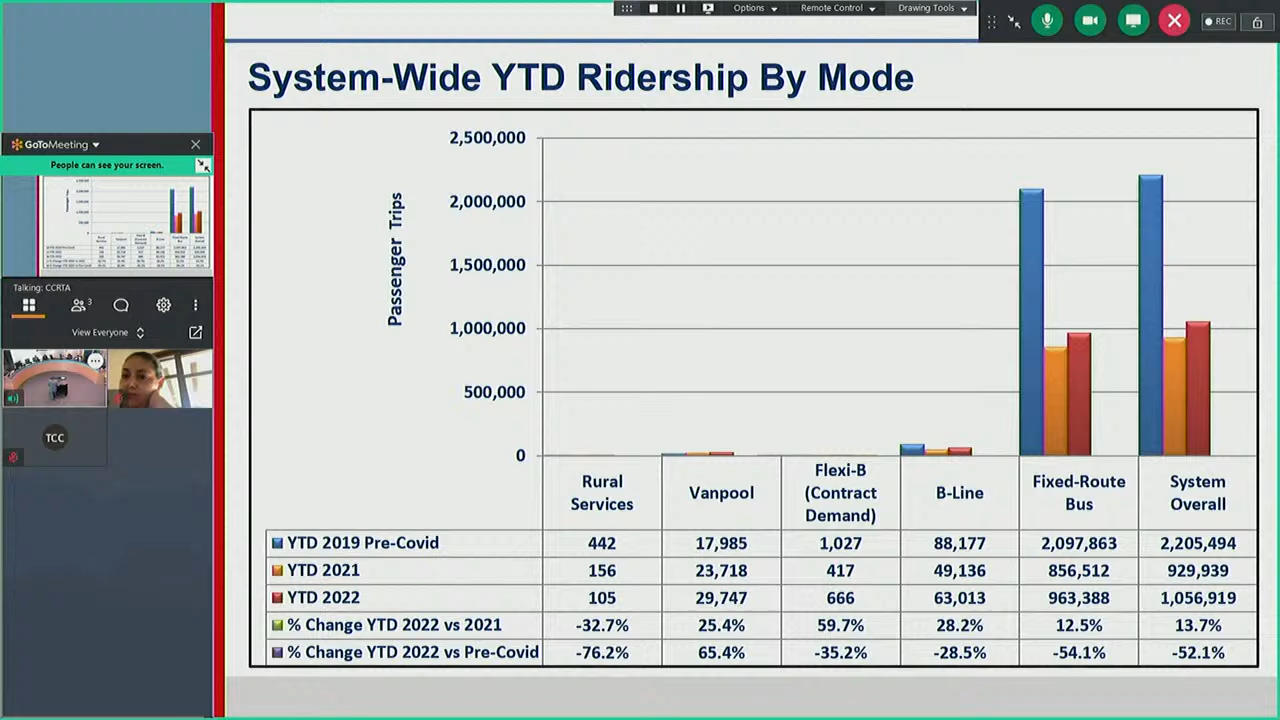 Options
Remote Control
Drawing Tools
REC
System-Wide YTD Ridership By Mode
GoToMeeting
People can see your screen.
Talking: CCRTA
3
View Everyone
TCC
Passenger Trips
2,500,000
2,000,000
1,500,000
1,000,000
500,000
0
Rural Services
Vanpool
Flexi-B (Contract Demand)
B-Line
Fixed-Route Bus
System Overall
YTD 2019 Pre-Covid 442 17,985 1,027 88,177 2,097,863 2,205,494
YTD 2021 156 23,718 417 49,136 856,512 929,939
YTD 2022 105 29,747 666 63,013 963,388 1,056,919
% Change YTD 2022 vs 2021 -32.7% 25.4% 59.7% 28.2% 12.5% 13.7%
% Change YTD 2022 vs Pre-Covid -76.2% 65.4% -35.2% -28.5% -54.1% -52.1%